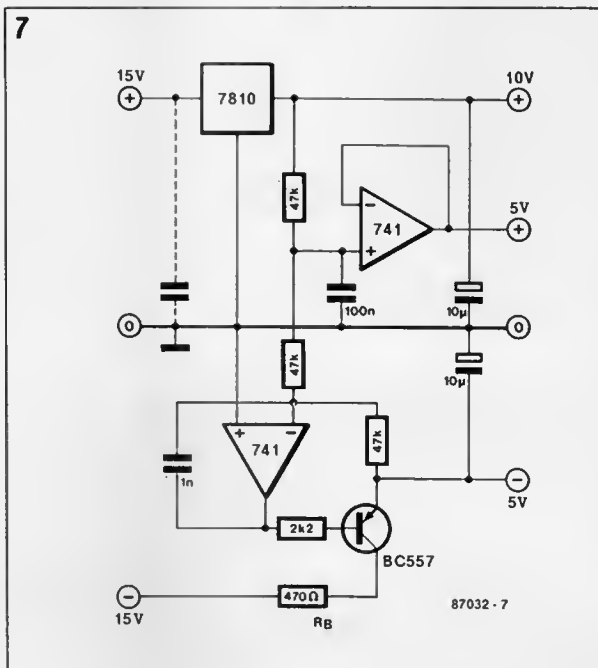 7
15V
+
7810
10V
+
47k
−
741
+
5V
+
100n
10µ
0
0
47k
10µ
+
−
741
47k
1n
−
5V
2k2
BC557
−
15V
470Ω
R_B
87032 - 7